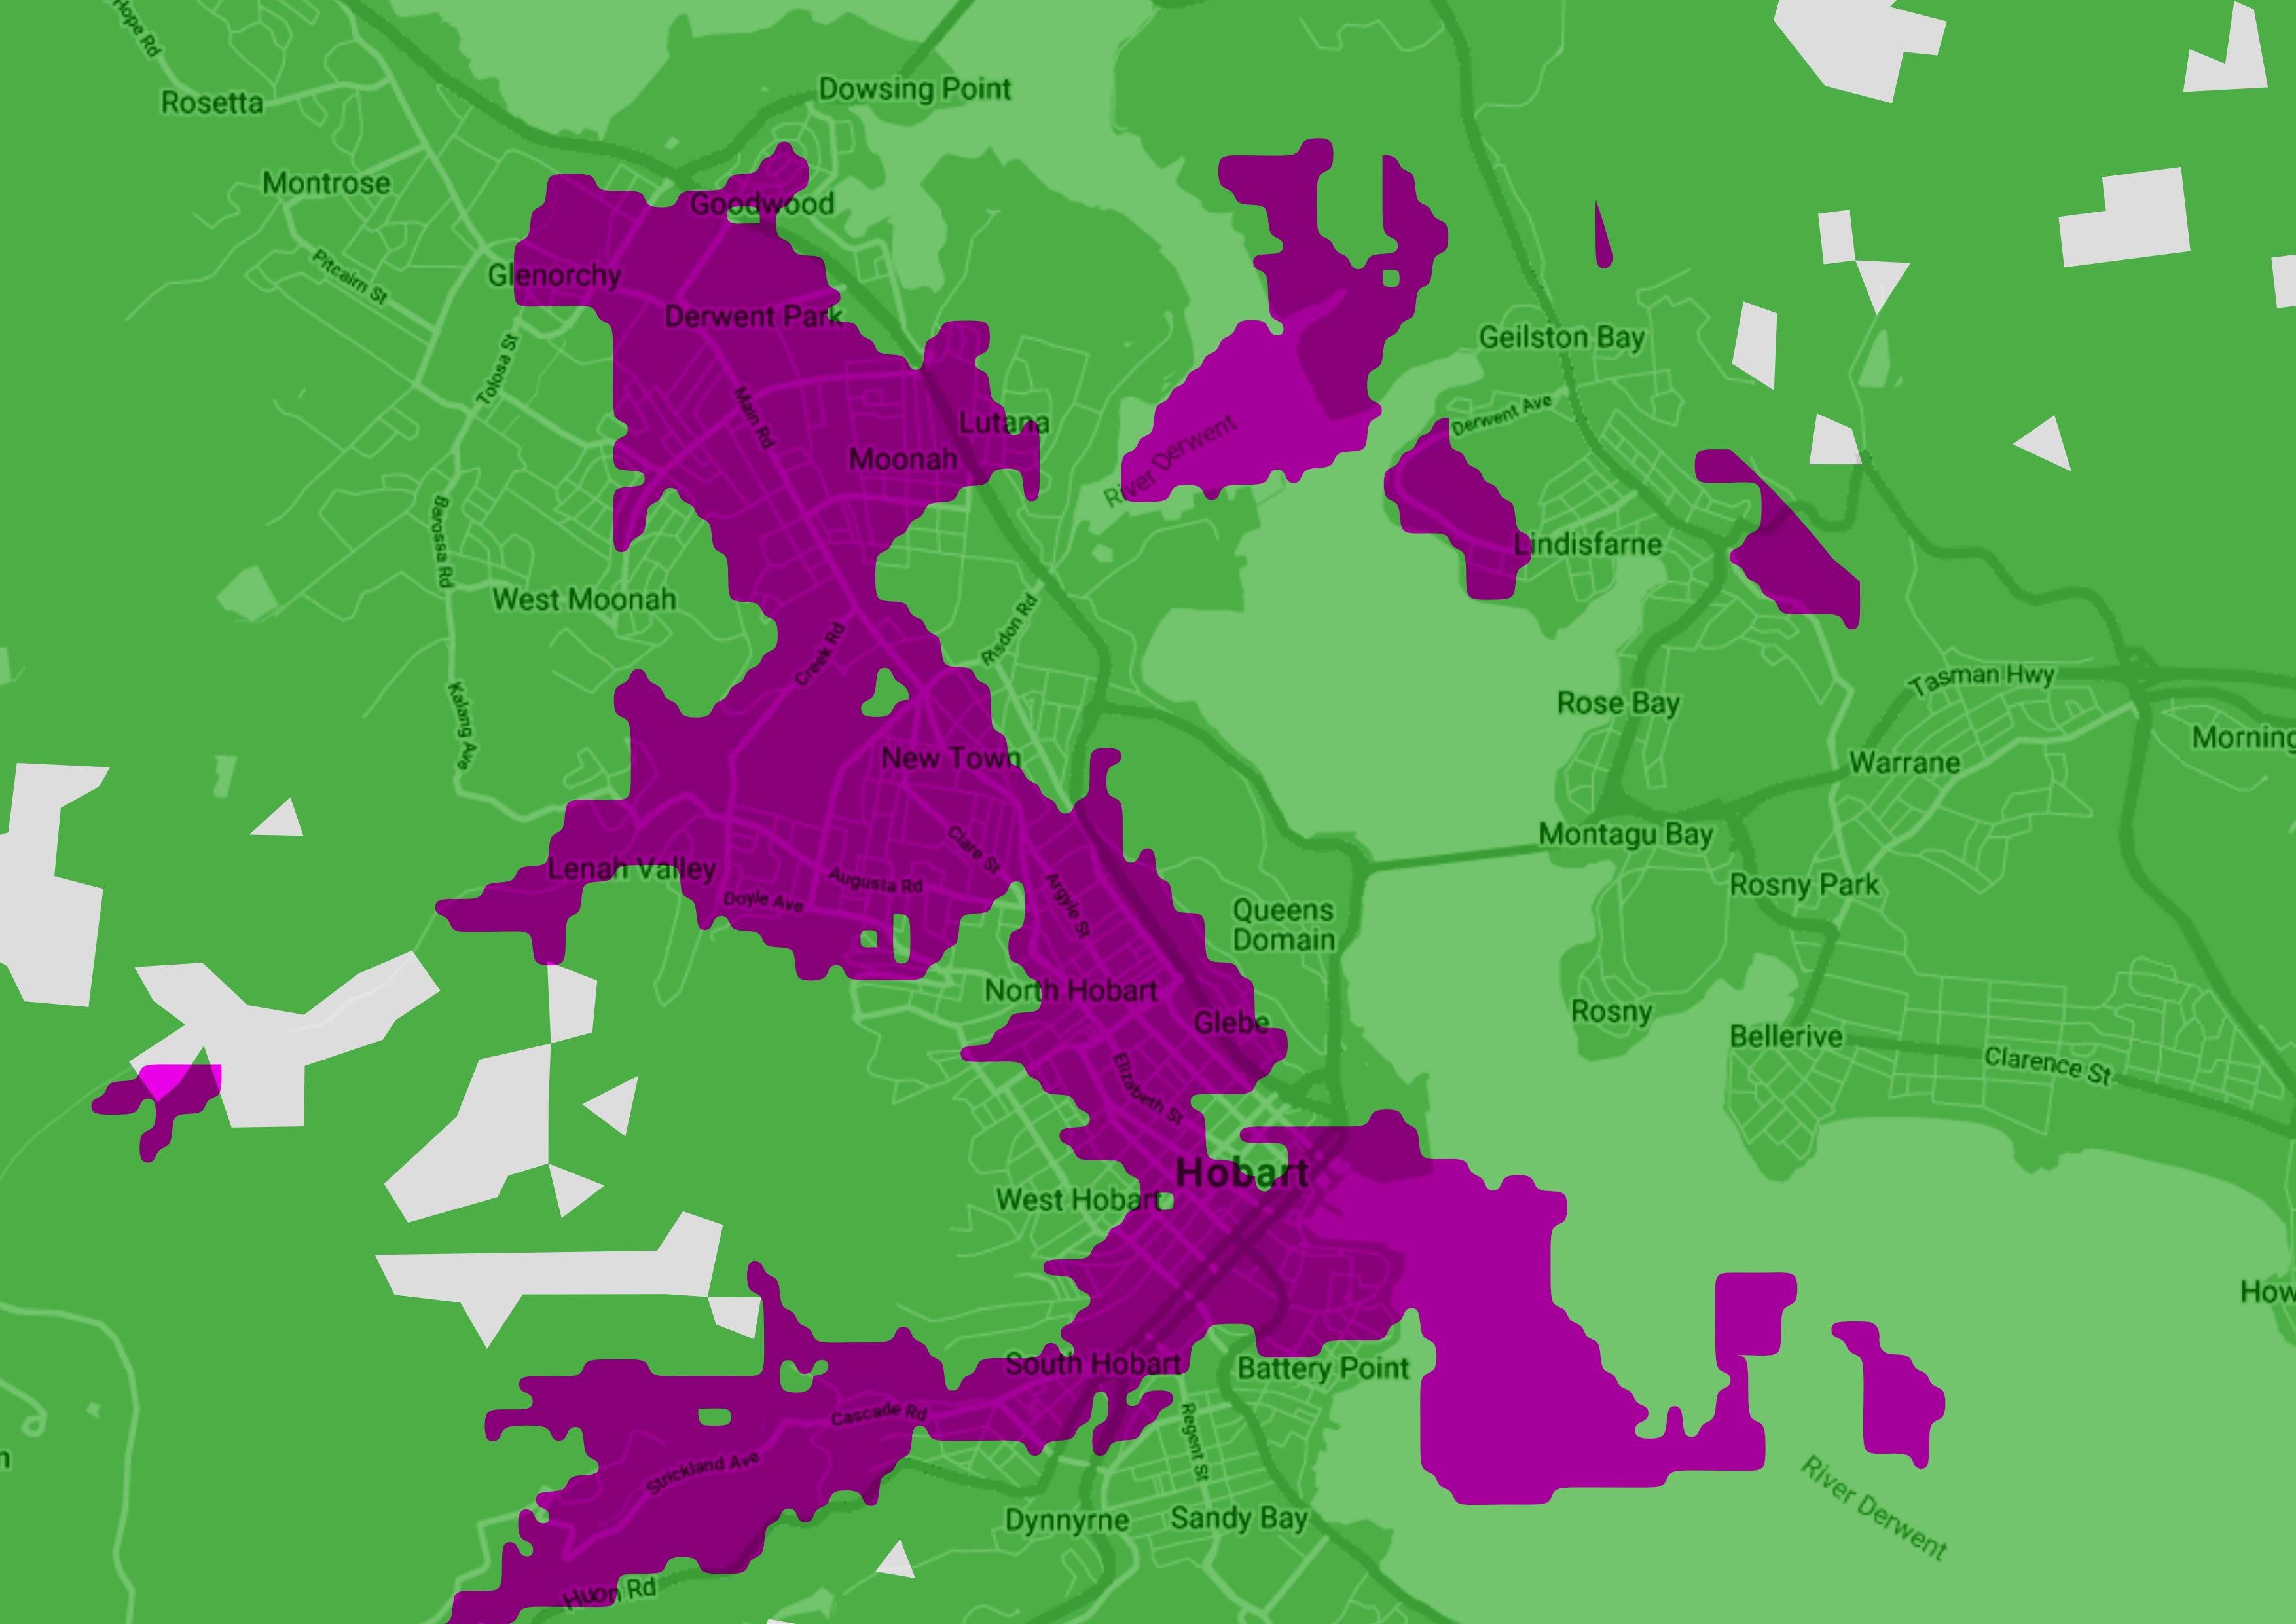 Hope Rd
Dowsing Point
Rosetta
Montrose
Goodwood
Pitcairn St
Glenorchy
Derwent Park
Geilston Bay
Tolosa St
Main Rd
Derwent Ave
Lutana
Moonah
River Derwent
Barossa Rd
Lindisfarne
West Moonah
Risdon Rd
Creek Rd
Tasman Hwy
Rose Bay
Kalang Ave
Morning
New Town
Warrane
Montagu Bay
Clare St
Lenah Valley
Augusta Rd
Rosny Park
Doyle Ave
Argyle St
Queens
Domain
North Hobart
Rosny
Glebe
Bellerive
Clarence St
Elizabeth St
Hobart
West Hobart
How
South Hobart
Battery Point
Cascade Rd
Regent St
n
Strickland Ave
River Derwent
Dynnyrne
Sandy Bay
Huon Rd